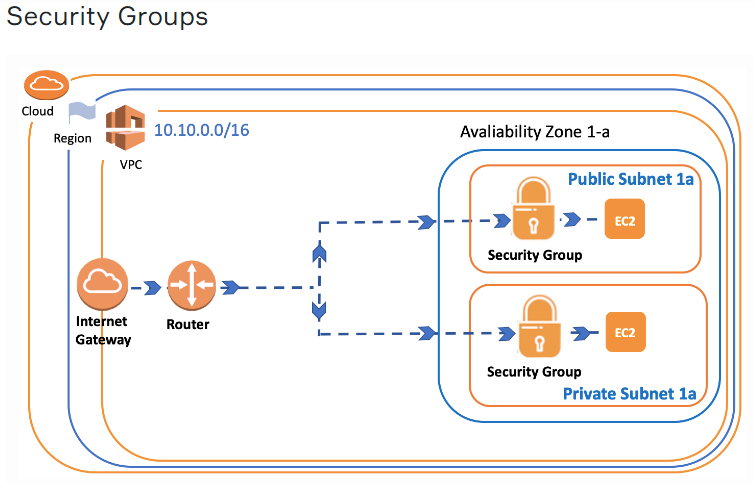 Security Groups
Cloud
Region
VPC
10.10.0.0/16
Avaliability Zone 1-a
Public Subnet 1a
EC2
Security Group
Internet
Gateway
Router
EC2
Security Group
Private Subnet 1a